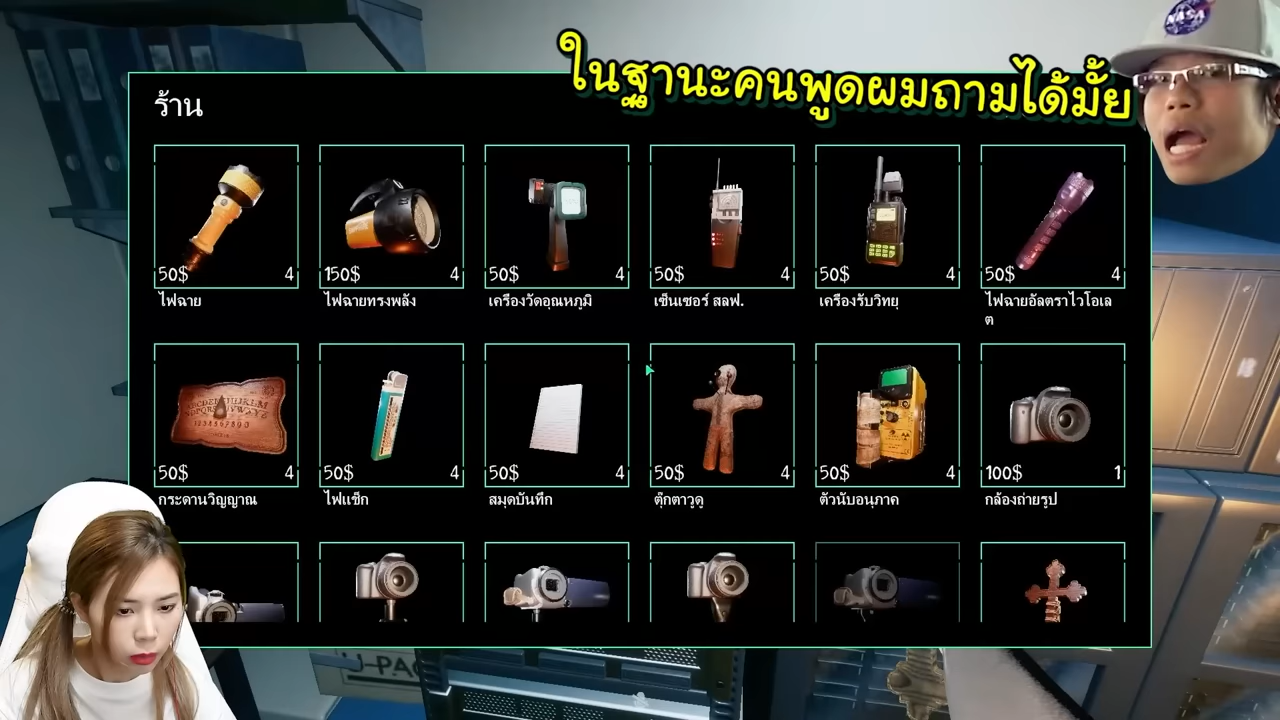 ในฐานะคนพูดผมถามได้มั้ย
NASA
ร้าน
50$ 4
150$ 4
50$ 4
50$ 4
50$ 4
50$ 4
ไฟฉาย
ไฟฉายทรงพลัง
เครื่องวัดอุณหภูมิ
เซ็นเซอร์ สลฟ.
เครื่องรับวิทยุ
ไฟฉายอัลตราไวโอเล
ต
50$ 4
50$ 4
50$ 4
50$ 4
50$ 4
100$ 1
กระดานวิญญาณ
ไฟแช็ก
สมุดบันทึก
ตุ๊กตาวูดู
ตัวนับอนุภาค
กล้องถ่ายรูป